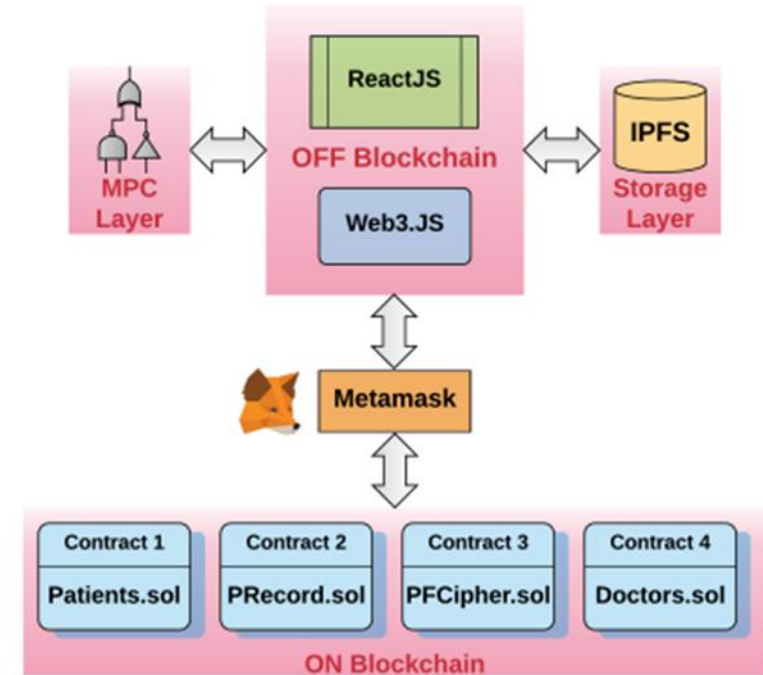 ReactJS
OFF Blockchain
Web3.JS
MPC
Layer
IPFS
Storage
Layer
Metamask
Contract 1
Patients.sol
Contract 2
PRecord.sol
Contract 3
PFCipher.sol
Contract 4
Doctors.sol
ON Blockchain